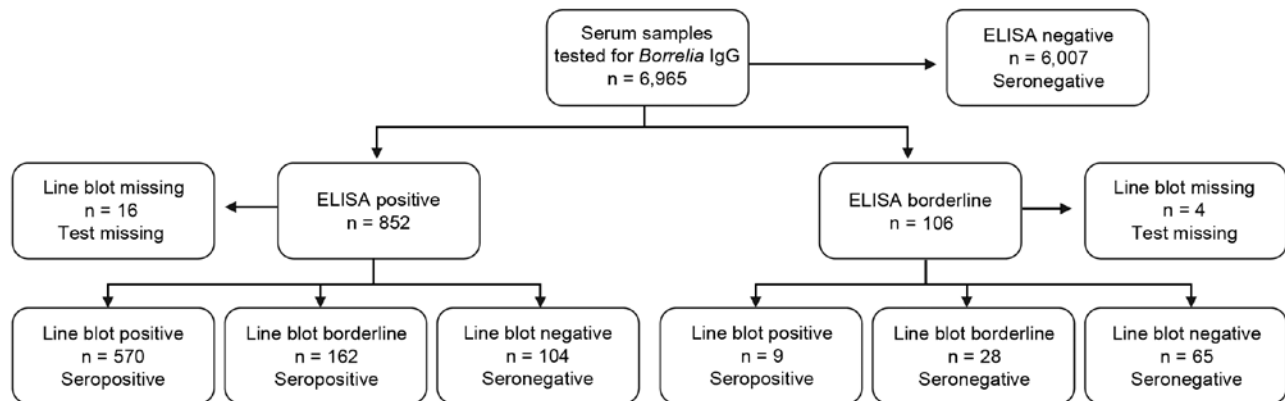 Serum samples
tested for Borrelia IgG
n = 6,965
ELISA negative
n = 6,007
Seronegative
Line blot missing
n = 16
Test missing
ELISA positive
n = 852
ELISA borderline
n = 106
Line blot missing
n = 4
Test missing
Line blot positive
n = 570
Seropositive
Line blot borderline
n = 162
Seropositive
Line blot negative
n = 104
Seronegative
Line blot positive
n = 9
Seropositive
Line blot borderline
n = 28
Seronegative
Line blot negative
n = 65
Seronegative